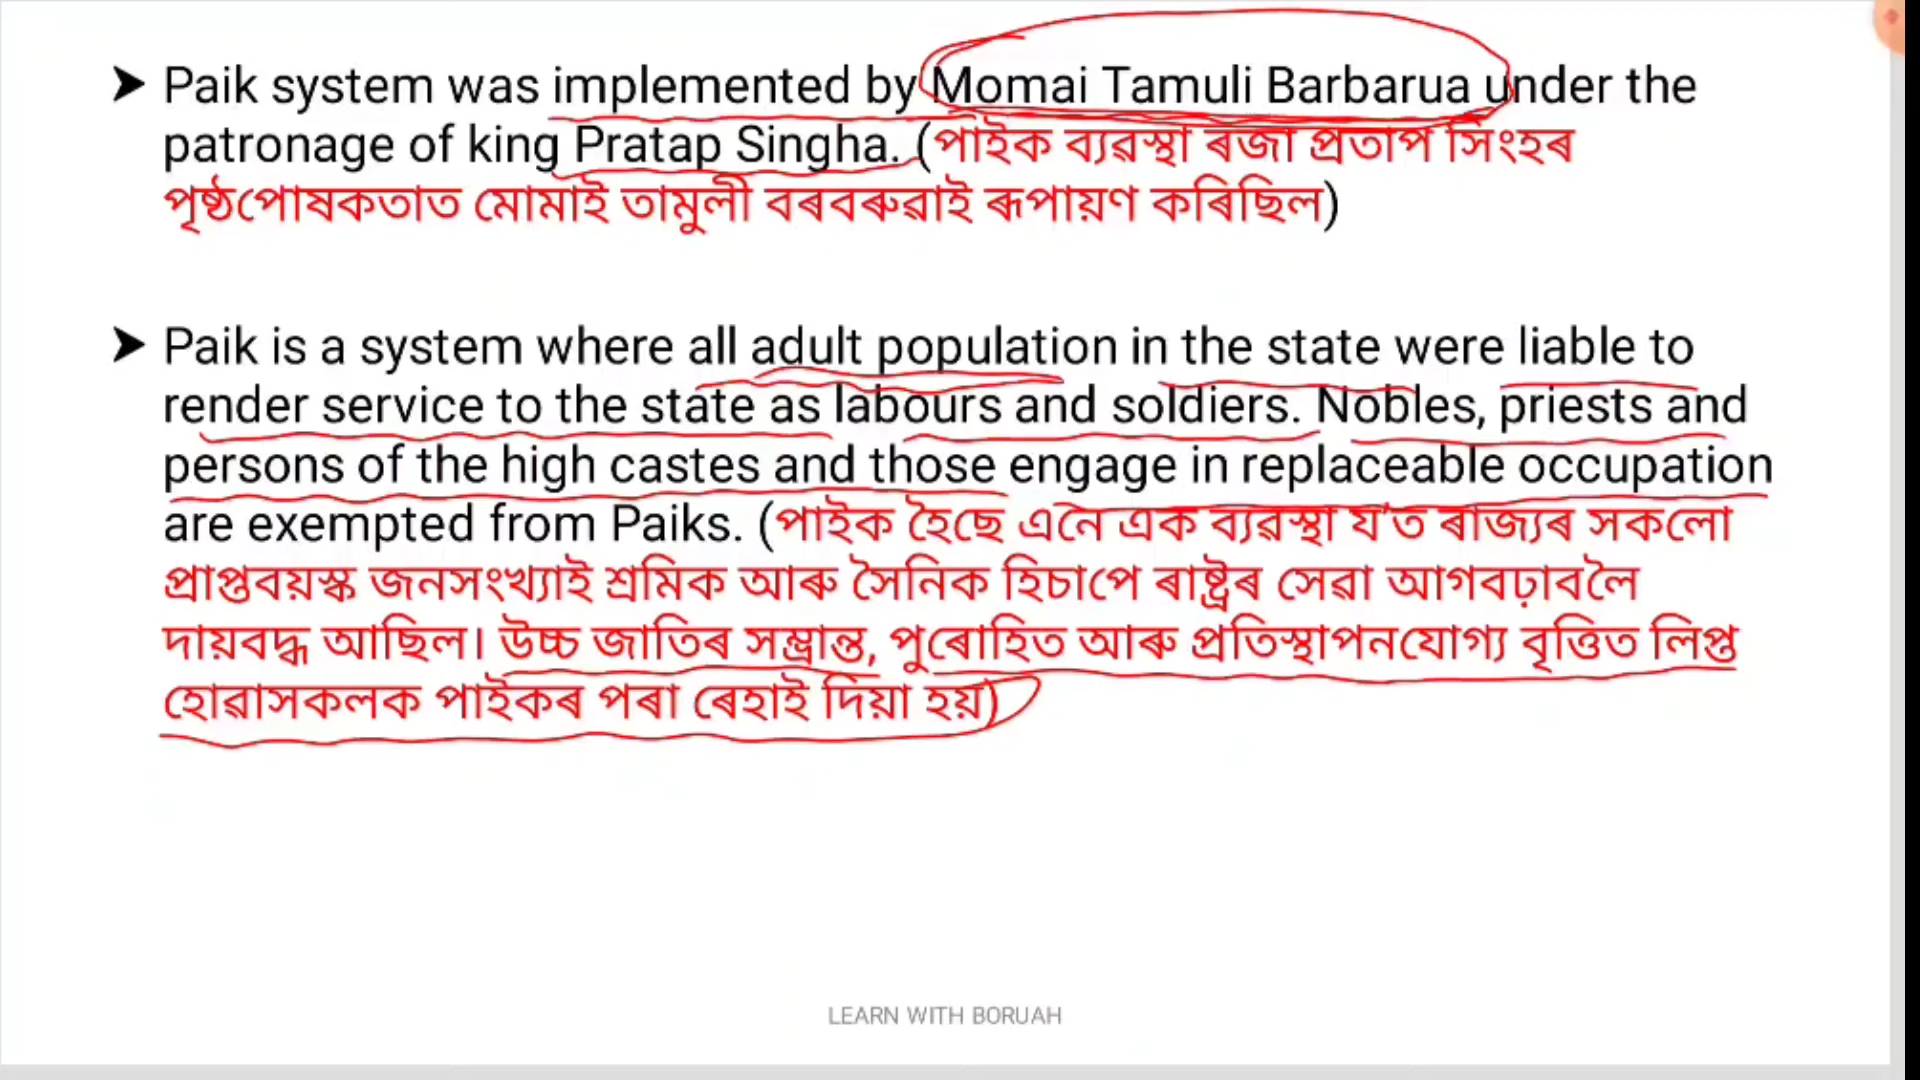 ➤ Paik system was implemented by Momai Tamuli Barbarua under the
patronage of king Pratap Singha. (পাইক ব্যৱস্থা ৰজা প্ৰতাপ সিংহৰ
পৃষ্ঠপোষকতাত মোমাই তামুলী বৰবৰুৱাই ৰূপায়ণ কৰিছিল)
➤ Paik is a system where all adult population in the state were liable to
render service to the state as labours and soldiers. Nobles, priests and
persons of the high castes and those engage in replaceable occupation
are exempted from Paiks. (পাইক হৈছে এনে এক ব্যৱস্থা য'ত ৰাজ্যৰ সকলো
প্ৰাপ্তবয়স্ক জনসংখ্যাই শ্ৰমিক আৰু সৈনিক হিচাপে ৰাষ্ট্ৰৰ সেৱা আগবঢ়াবলৈ
দায়বদ্ধ আছিল। উচ্চ জাতিৰ সম্ভ্ৰান্ত, পুৰোহিত আৰু প্ৰতিস্থাপনযোগ্য বৃত্তিত লিপ্ত
হোৱাসকলক পাইকৰ পৰা ৰেহাই দিয়া হয়)
LEARN WITH BORUAH